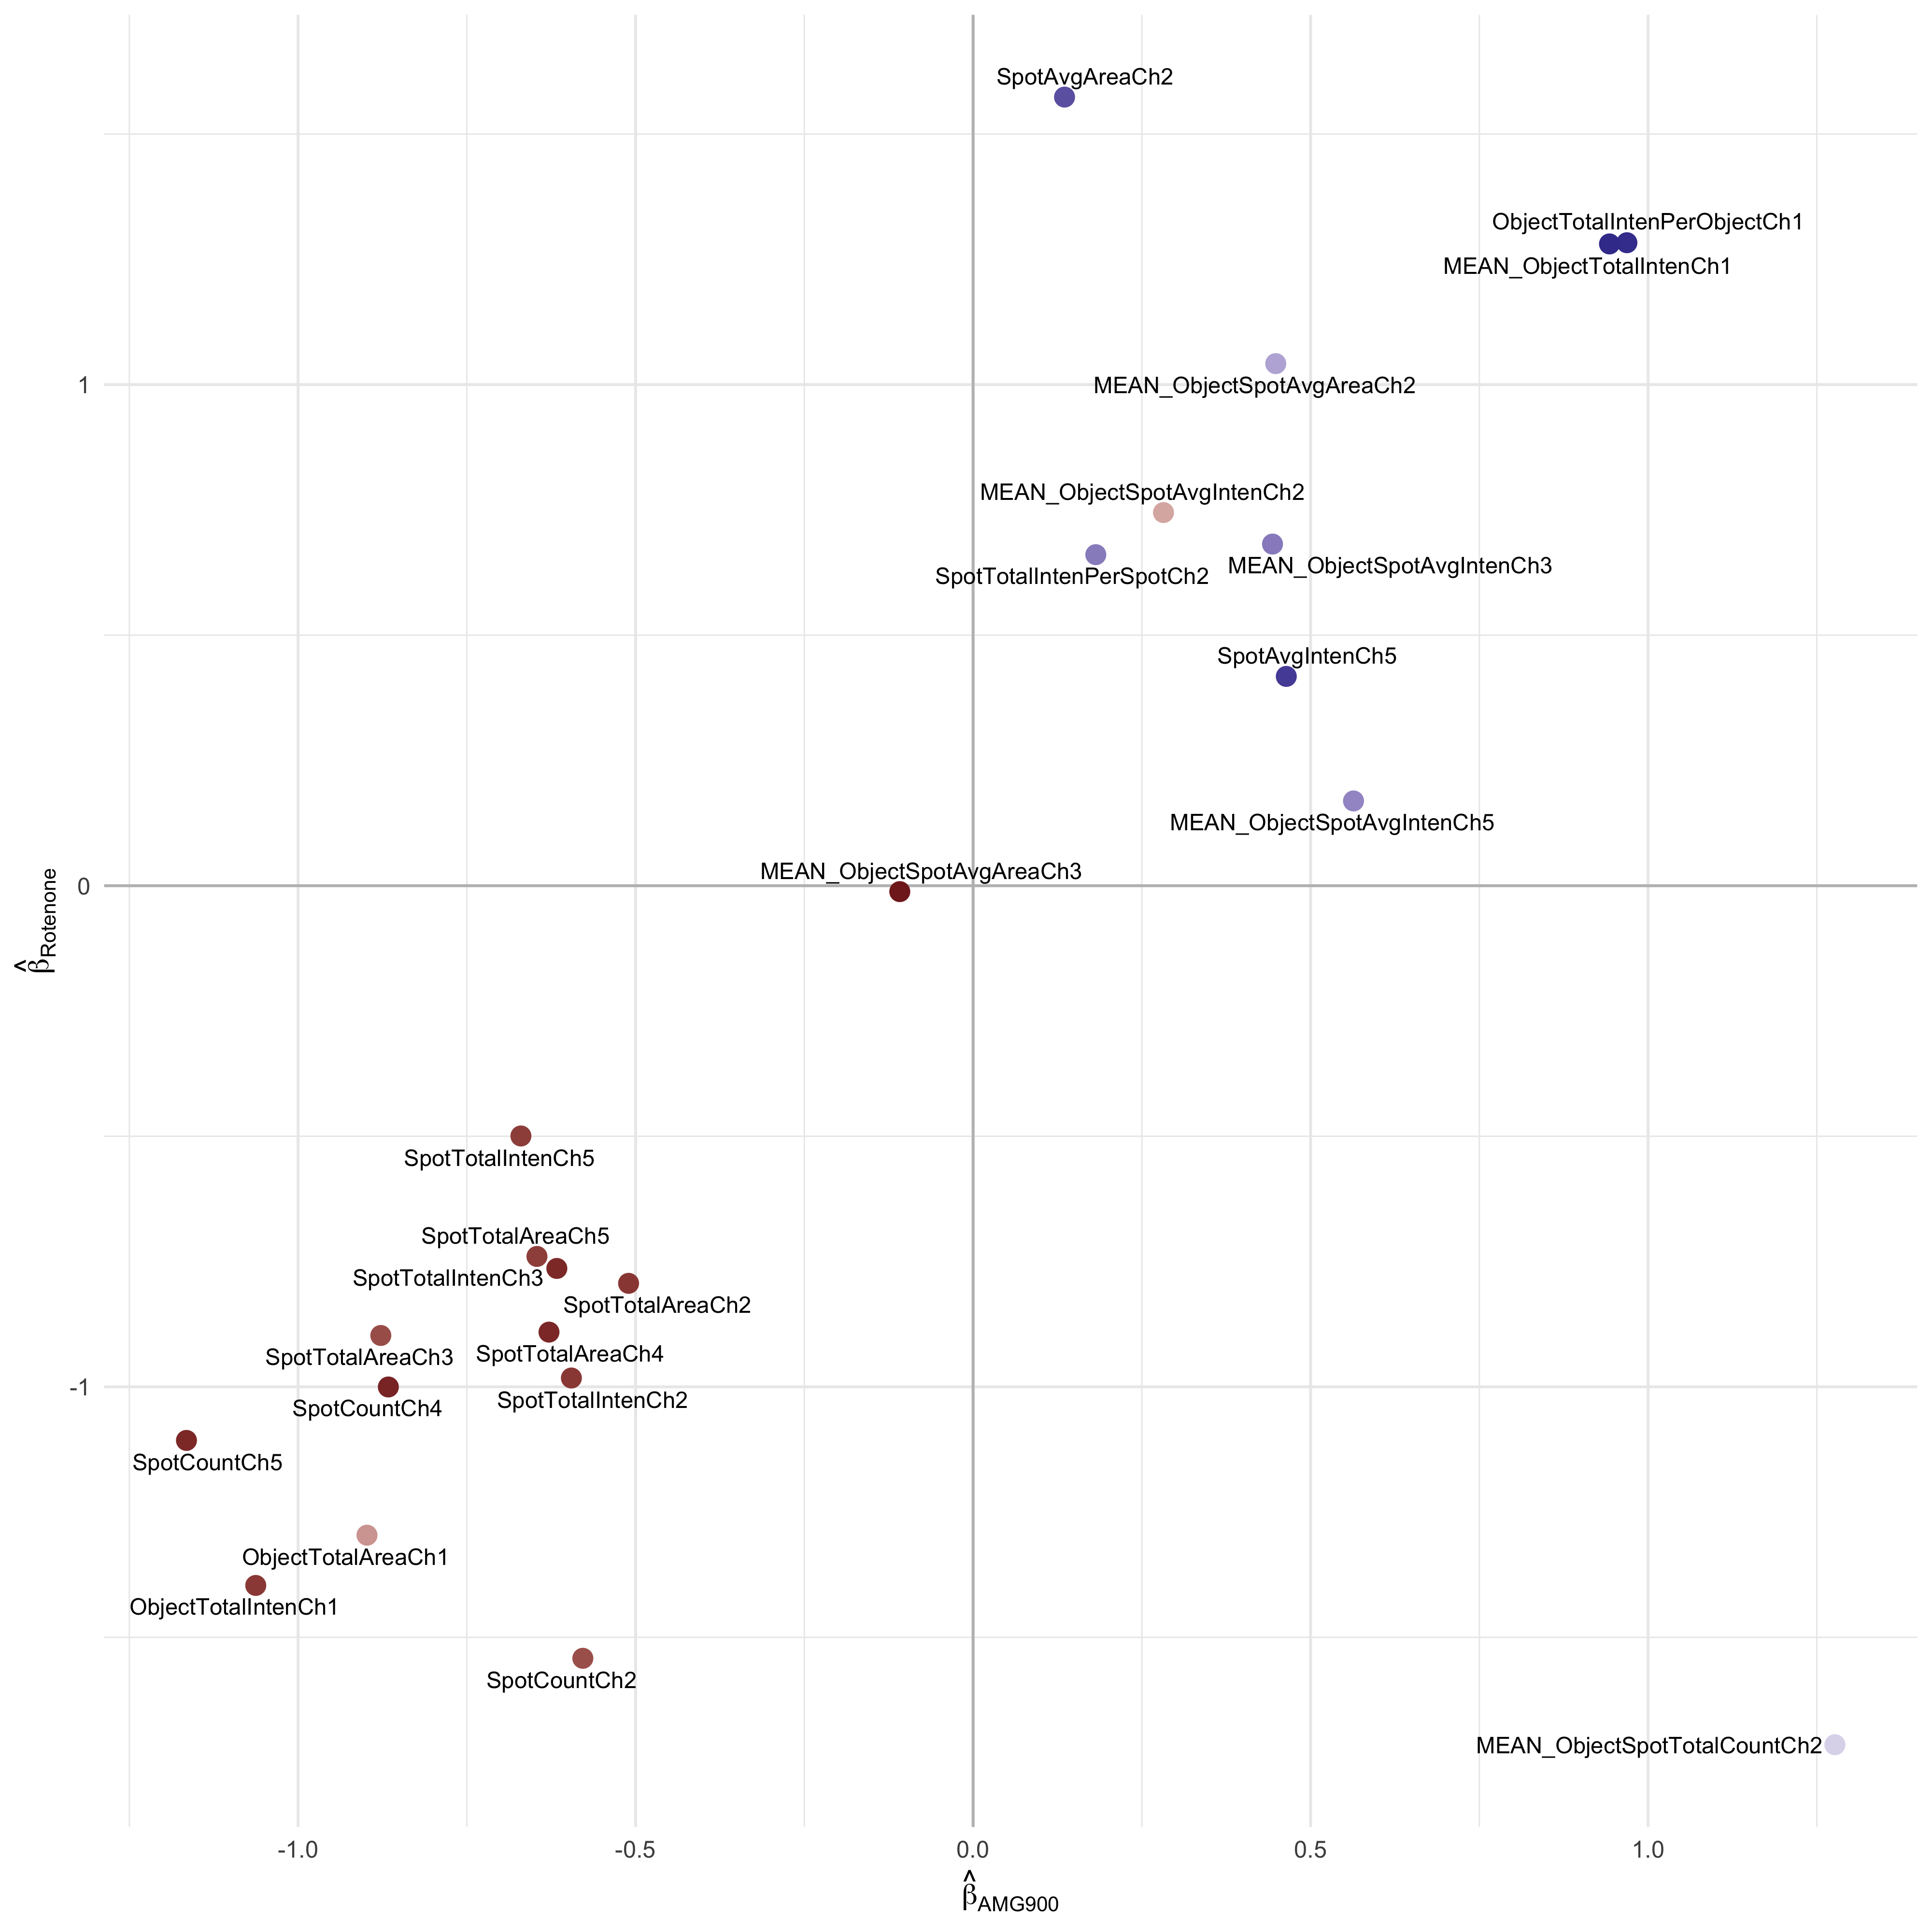 SpotAvgAreaCh2
ObjectTotalIntenPerObjectCh1
MEAN_ObjectTotalIntenCh1
1
MEAN_ObjectSpotAvgAreaCh2
MEAN_ObjectSpotAvgIntenCh2
MEAN_ObjectSpotAvgIntenCh3
SpotTotalIntenPerSpotCh2
SpotAvgIntenCh5
MEAN_ObjectSpotAvgIntenCh5
MEAN_ObjectSpotAvgAreaCh3
0
β̂Rotenone
SpotTotalIntenCh5
SpotTotalAreaCh5
SpotTotalIntenCh3
SpotTotalAreaCh2
SpotTotalAreaCh4
SpotTotalAreaCh3
-1
SpotTotalIntenCh2
SpotCountCh4
SpotCountCh5
ObjectTotalAreaCh1
ObjectTotalIntenCh1
SpotCountCh2
MEAN_ObjectSpotTotalCountCh2
-1.0 -0.5 0.0 0.5 1.0
β̂AMG900